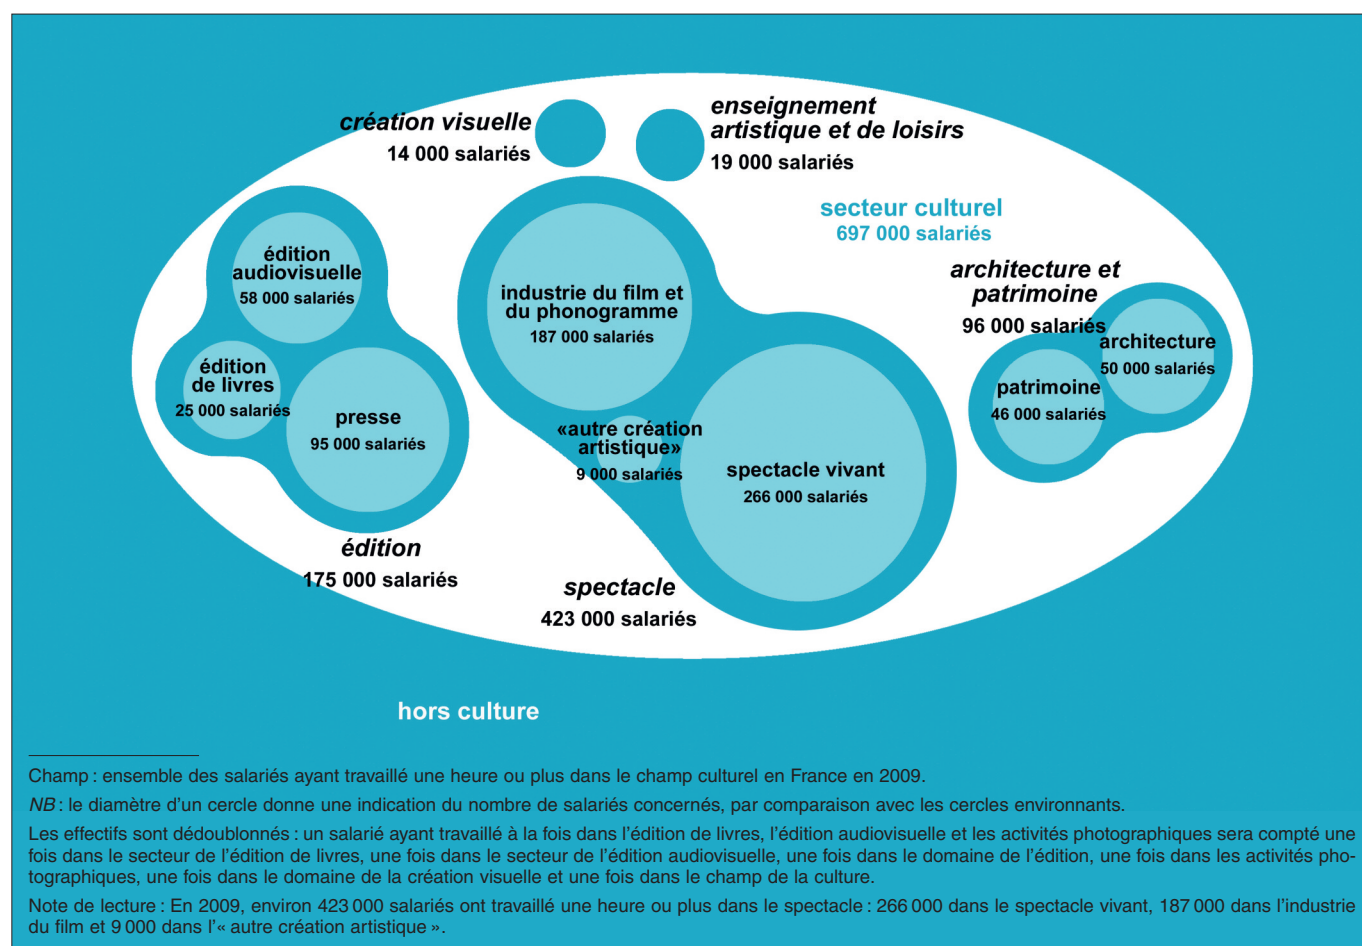 création visuelle
14 000 salariés
enseignement
artistique et de loisirs
19 000 salariés
secteur culturel
697 000 salariés
édition
audiovisuelle
58 000 salariés
édition
de livres
25 000 salariés
presse
95 000 salariés
édition
175 000 salariés
industrie du film et
du phonogramme
187 000 salariés
«autre création
artistique»
9 000 salariés
spectacle vivant
266 000 salariés
spectacle
423 000 salariés
architecture et
patrimoine
96 000 salariés
architecture
50 000 salariés
patrimoine
46 000 salariés
hors culture
Champ : ensemble des salariés ayant travaillé une heure ou plus dans le champ culturel en France en 2009.
NB : le diamètre d'un cercle donne une indication du nombre de salariés concernés, par comparaison avec les cercles environnants.
Les effectifs sont dédoublonnés : un salarié ayant travaillé à la fois dans l'édition de livres, l'édition audiovisuelle et les activités photographiques sera compté une
fois dans le secteur de l'édition de livres, une fois dans le secteur de l'édition audiovisuelle, une fois dans le domaine de l'édition, une fois dans les activités pho-
tographiques, une fois dans le domaine de la création visuelle et une fois dans le champ de la culture.
Note de lecture : En 2009, environ 423 000 salariés ont travaillé une heure ou plus dans le spectacle : 266 000 dans le spectacle vivant, 187 000 dans l'industrie
du film et 9 000 dans l'« autre création artistique ».